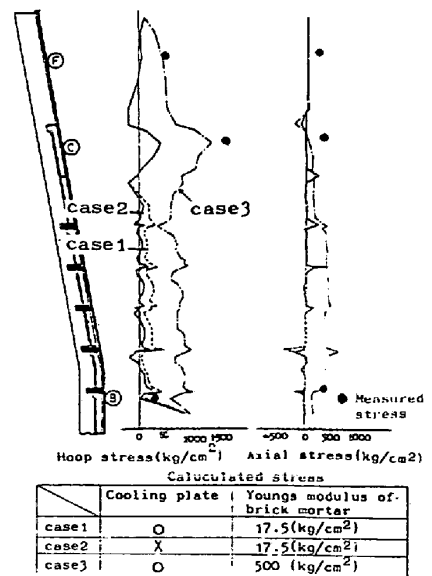 F
C
case2
case3
case1
B
0 5C 1000 1500
-500 0 500 1000
● Measured stress
Hoop stress(kg/cm²) Axial stress(kg/cm2)
Caluculated stress
Cooling plate Youngs modulus of brick mortar
case1 O 17.5(kg/cm2)
case2 X 17.5(kg/cm2)
case3 O 500 (kg/cm2)